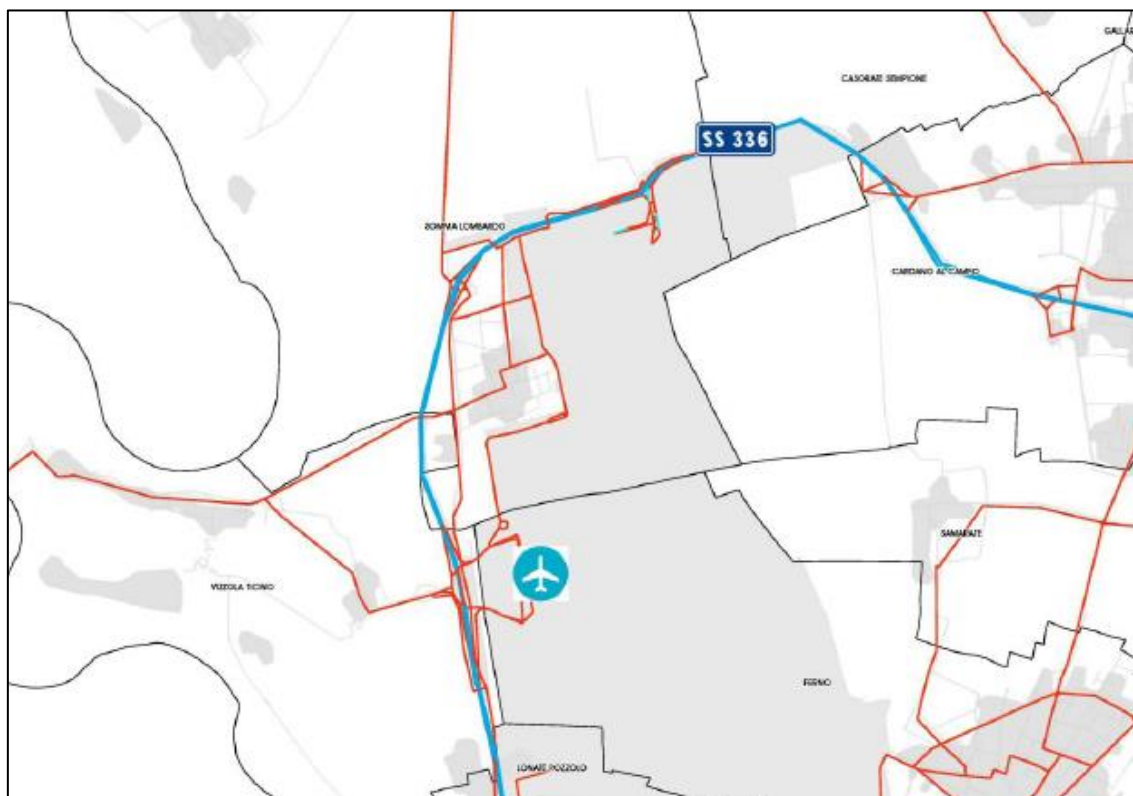 GALLA
CASORATE SEMPIONE
SS 336
SOMMA LOMBARDO
CARDANO AL CAMPO
SAMARATE
VIZZOLA TICINO
FERNO
LONATE POZZOLO